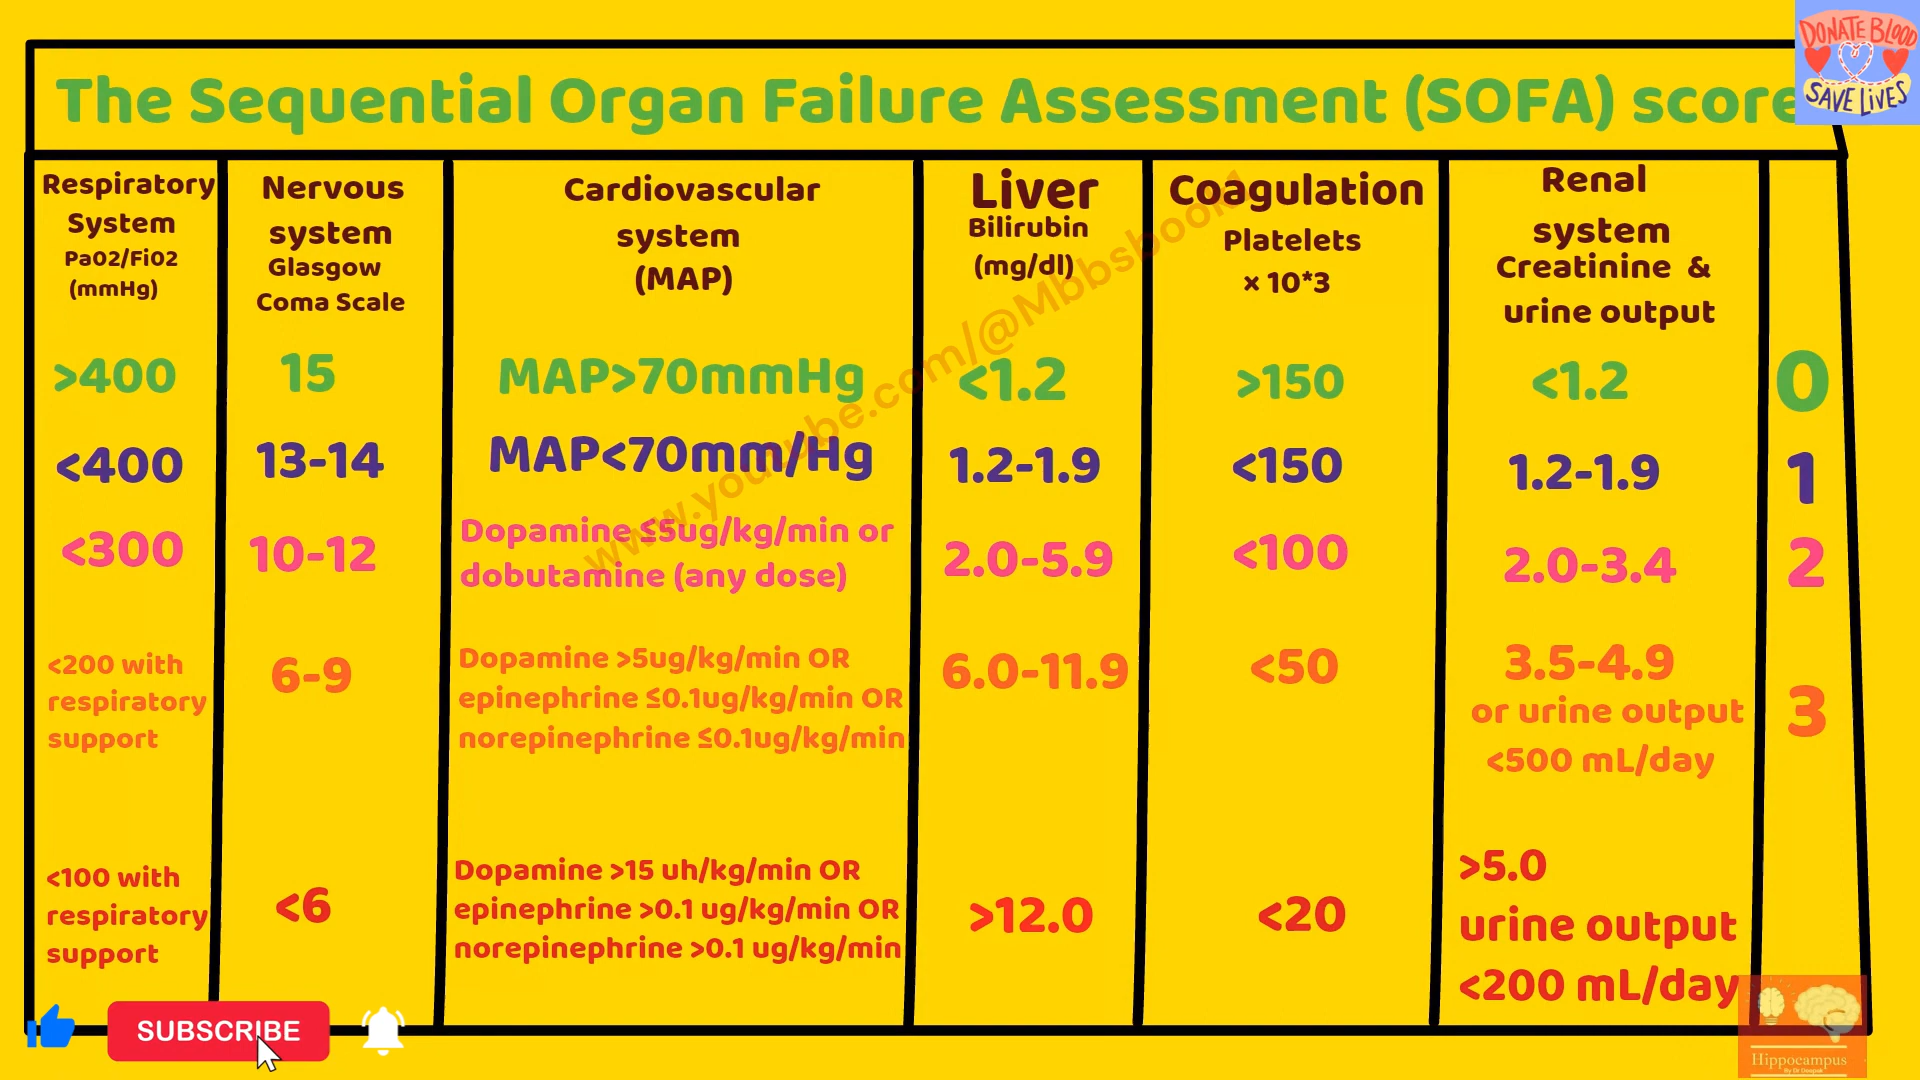 DONATE BLOOD
SAVE LIVES
The Sequential Organ Failure Assessment (SOFA) score
Respiratory
System
PaO2/FiO2
(mmHg)
Nervous
system
Glasgow
Coma Scale
Cardiovascular
system
(MAP)
Liver
Bilirubin
(mg/dl)
Coagulation
Platelets
× 10*3
Renal
system
Creatinine &
urine output
>400
15
MAP>70mmHg
<1.2
>150
<1.2
0
<400
13-14
MAP<70mm/Hg
1.2-1.9
<150
1.2-1.9
1
<300
10-12
Dopamine ≤5ug/kg/min or
dobutamine (any dose)
2.0-5.9
<100
2.0-3.4
2
<200 with
respiratory
support
6-9
Dopamine >5ug/kg/min OR
epinephrine ≤0.1ug/kg/min OR
norepinephrine ≤0.1ug/kg/min
6.0-11.9
<50
3.5-4.9
or urine output
<500 mL/day
3
<100 with
respiratory
support
<6
Dopamine >15 uh/kg/min OR
epinephrine >0.1 ug/kg/min OR
norepinephrine >0.1 ug/kg/min
>12.0
<20
>5.0
urine output
<200 mL/day
SUBSCRIBE
Hippocampus